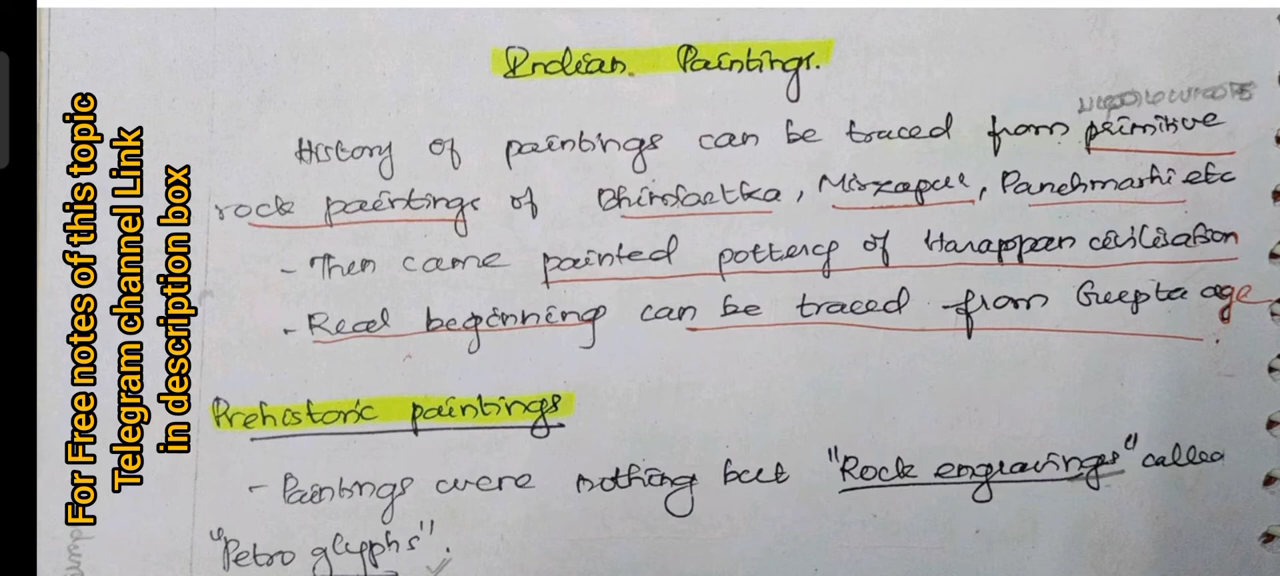 Indian Paintings.
History of paintings can be traced from primitive
rock paintings of Bhimbetka, Mirzapur, Panchmarhi etc
- Then came painted pottery of Harappan civilisation
- Real beginning can be traced from Gupta age.
Prehistoric paintings
- Paintings were nothing but "Rock engravings" called
"Petro glyphs".
For Free notes of this topic
Telegram channel Link
in description box